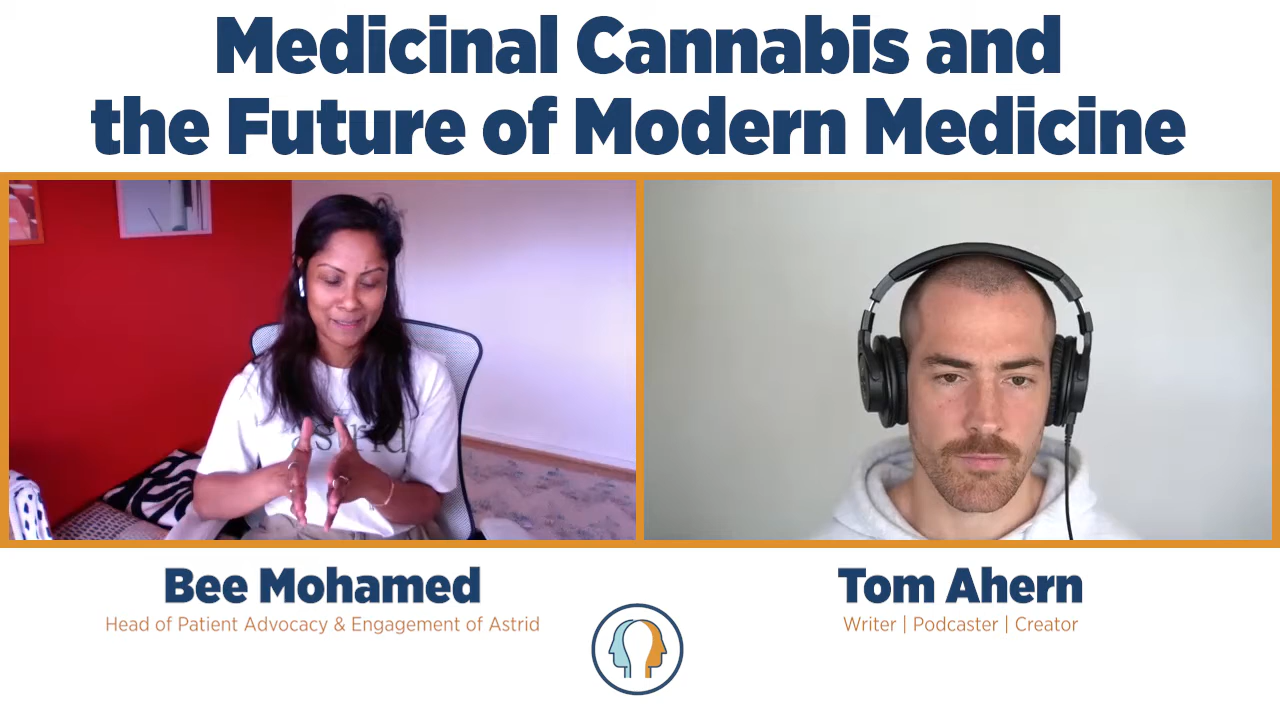 Medicinal Cannabis and
the Future of Modern Medicine
astrid
Bee Mohamed
Head of Patient Advocacy & Engagement of Astrid
Tom Ahern
Writer | Podcaster | Creator